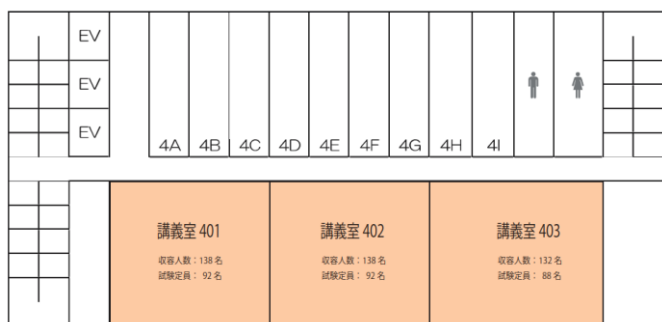 EV
EV
EV
4A 4B 4C 4D 4E 4F 4G 4H 4I
講義室 401
収容人数：138 名
試験定員： 92 名
講義室 402
収容人数：138 名
試験定員： 92 名
講義室 403
収容人数：132 名
試験定員： 88 名